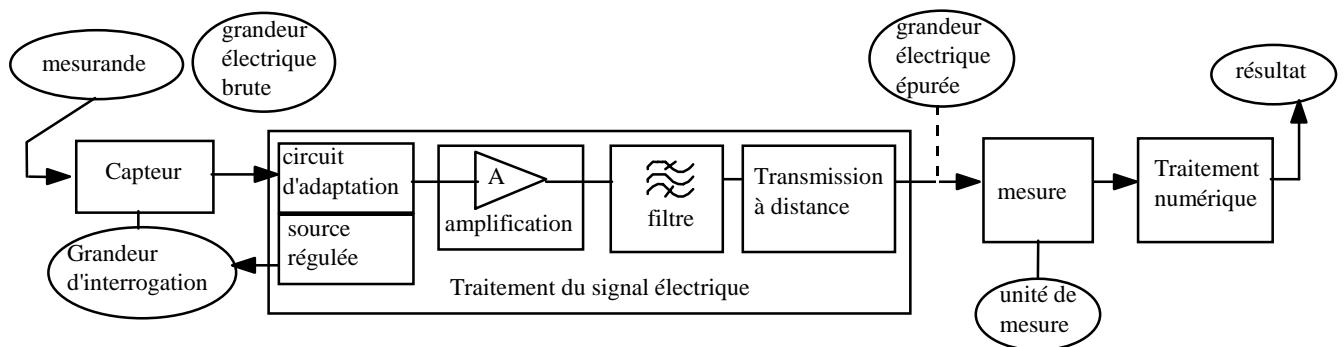 mesurande
grandeur
électrique
brute
grandeur
électrique
épurée
résultat
Capteur
circuit
d'adaptation
A
amplification
filtre
Transmission
à distance
mesure
Traitement
numérique
source
régulée
Grandeur
d'interrogation
Traitement du signal électrique
unité de
mesure